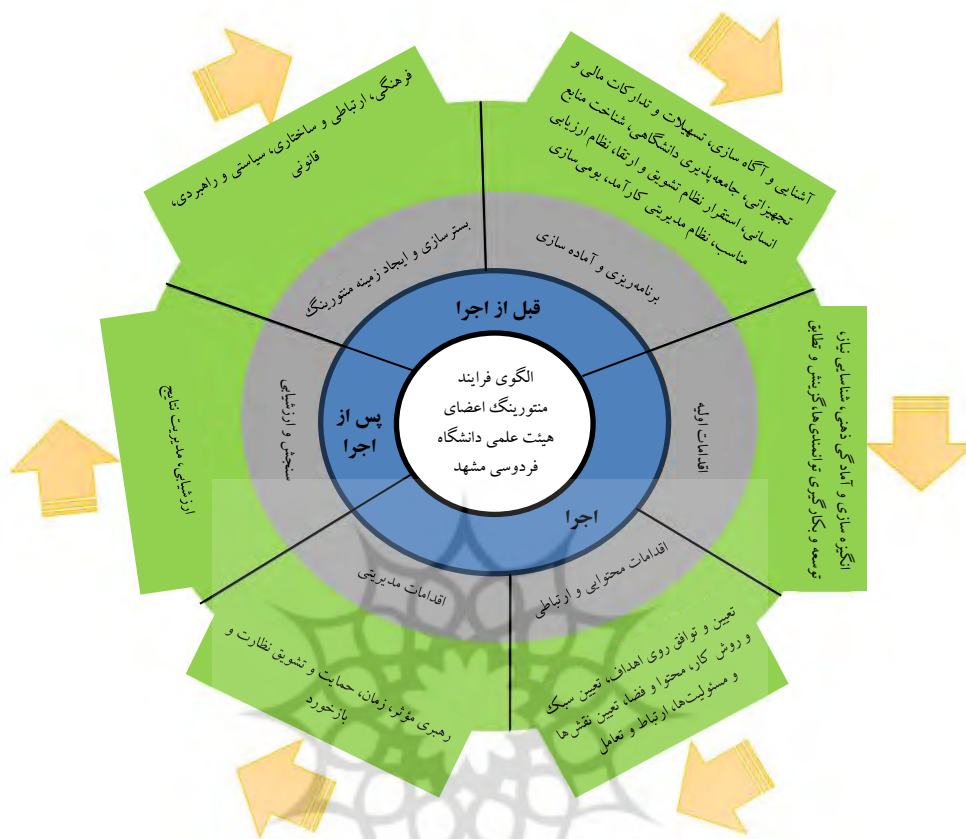 الگوی فرایند
منتورینگ اعضای
هیئت علمی دانشگاه
فردوسی مشهد
قبل از اجرا
اجرا
پس از
اجرا
بسترسازی و ایجاد زمینه منتورینگ
برنامه‌ریزی و آماده سازی
اقدامات اولیه
اقدامات محتوایی و ارتباطی
اقدامات مدیریتی
سنجش و ارزشیابی
فرهنگی، ارتباطی و ساختاری، سیاستی و راهبردی،
قانونی
آشنایی و آگاه سازی، تسهیلات و تدارکات مالی و
تجهیزاتی، جامعه‌پذیری دانشگاهی، شناخت منابع
انسانی، استقرار نظام تشویق و ارتقا، نظام ارزیابی
مناسب، نظام مدیریتی کارآمد، بومی‌سازی
انگیزه سازی و آمادگی ذهنی، شناسایی نیاز،
توسعه و بکارگیری توانمندی‌ها، گزینش و تطابق
تعیین و توافق روی اهداف، تعیین سبک
و روش کار، محتوا و فضا، تعیین نقش‌ها
و مسئولیت‌ها، ارتباط و تعامل
رهبری مؤثر، زمان، حمایت و تشویق نظارت و
بازخورد
ارزشیابی، مدیریت نتایج